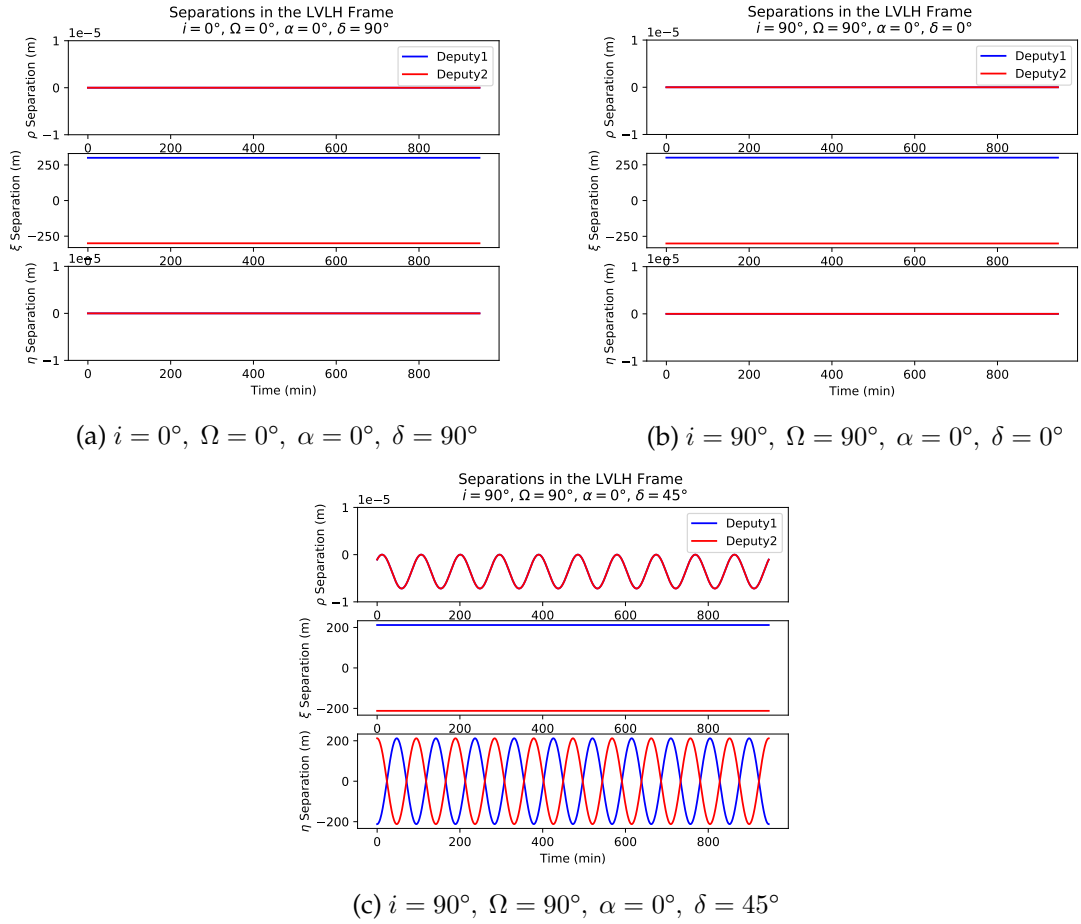 Separations in the LVLH Frame
i = 0°, Ω = 0°, α = 0°, δ = 90°
1e−5
1
0
−1
ρ Separation (m)
Deputy1
Deputy2
0 200 400 600 800
250
0
−250
ξ Separation (m)
0 200 400 600 800
1e−5
1
0
−1
η Separation (m)
0 200 400 600 800
Time (min)
(a) i = 0°, Ω = 0°, α = 0°, δ = 90°
Separations in the LVLH Frame
i = 90°, Ω = 90°, α = 0°, δ = 0°
1e−5
1
0
−1
ρ Separation (m)
Deputy1
Deputy2
0 200 400 600 800
250
0
−250
ξ Separation (m)
0 200 400 600 800
1e−5
1
0
−1
η Separation (m)
0 200 400 600 800
Time (min)
(b) i = 90°, Ω = 90°, α = 0°, δ = 0°
Separations in the LVLH Frame
i = 90°, Ω = 90°, α = 0°, δ = 45°
1e−5
1
0
−1
ρ Separation (m)
Deputy1
Deputy2
0 200 400 600 800
200
0
−200
ξ Separation (m)
0 200 400 600 800
200
0
−200
η Separation (m)
0 200 400 600 800
Time (min)
(c) i = 90°, Ω = 90°, α = 0°, δ = 45°